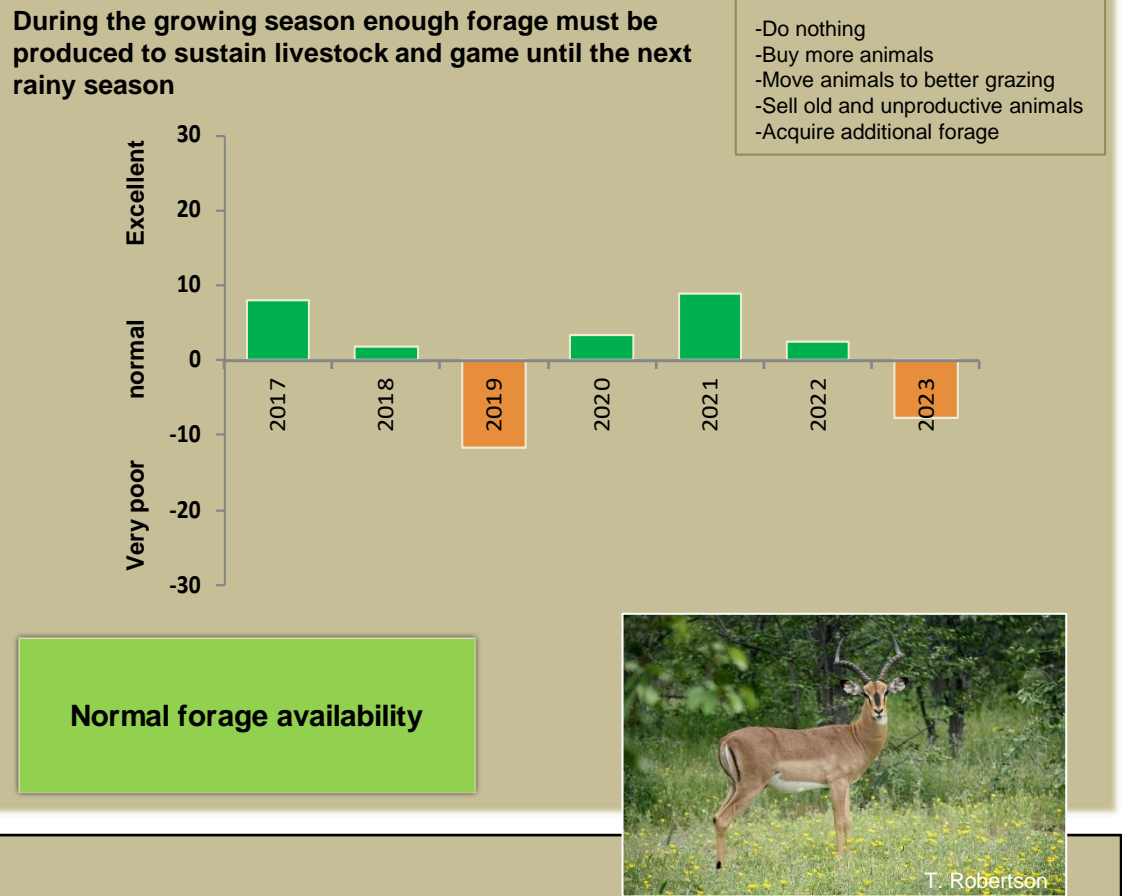 During the growing season enough forage must be
produced to sustain livestock and game until the next
rainy season
-Do nothing
-Buy more animals
-Move animals to better grazing
-Sell old and unproductive animals
-Acquire additional forage
30
20
10
0
-10
-20
-30
Excellent
normal
Very poor
2017
2018
2019
2020
2021
2022
2023
Normal forage availability
T. Robertson